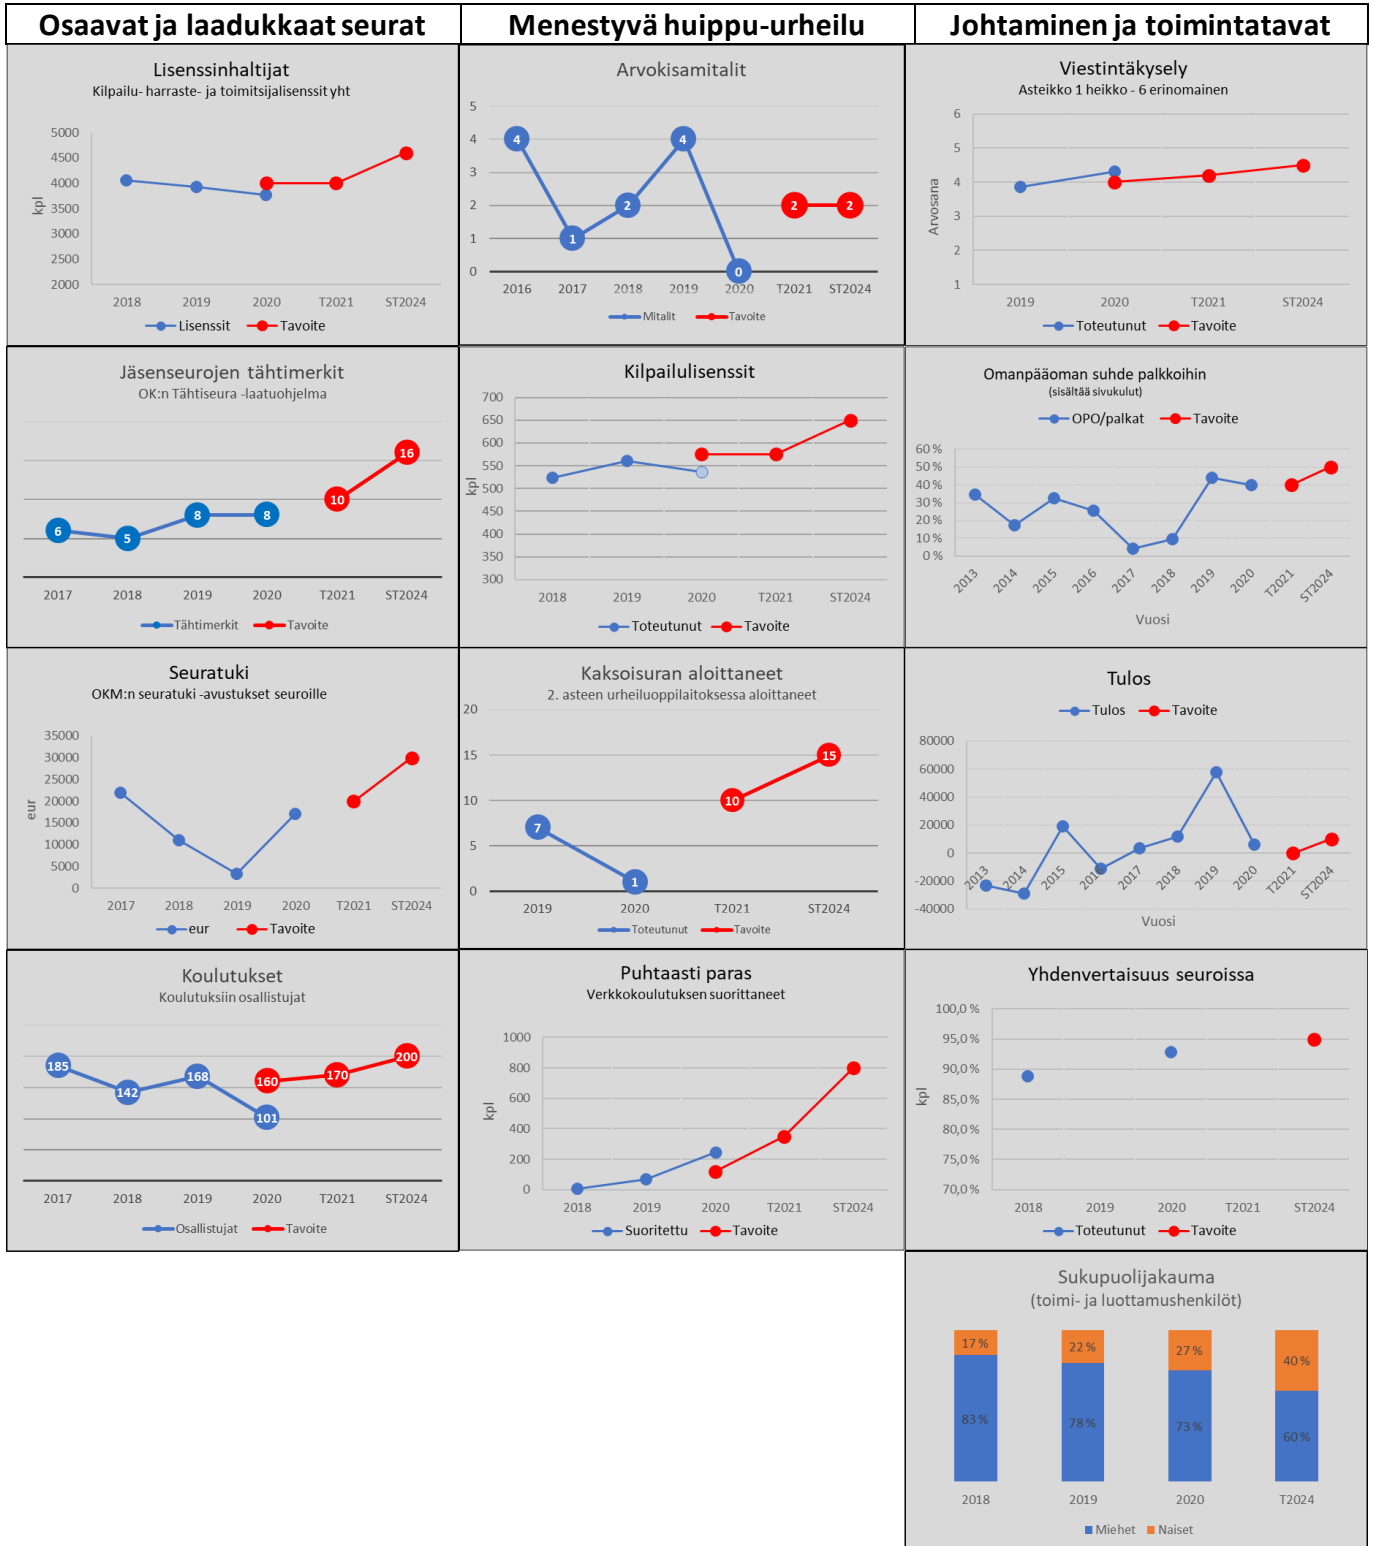 Osaavat ja laadukkaat seurat
Menestyvä huippu-urheilu
Johtaminen ja toimintatavat
Lisenssinhaltijat
Kilpailu- harraste- ja toimitsijalisenssit yht
5000
4500
4000
3500
3000
2500
2000
kpl
2018 2019 2020 T2021 ST2024
Lisenssit Tavoite
Arvokisamitalit
5
4
3
2
1
0
4 1 2 4 0 2 2
2016 2017 2018 2019 2020 T2021 ST2024
Mitalit Tavoite
Viestintäkysely
Asteikko 1 heikko - 6 erinomainen
6
5
4
3
2
1
Arvosana
2019 2020 T2021 ST2024
Toteutunut Tavoite
Jäsenseurojen tähtimerkit
OK:n Tähtiseura -laatuohjelma
6 5 8 8 10 16
2017 2018 2019 2020 T2021 ST2024
Tähtimerkit Tavoite
Kilpailulisenssit
700
650
600
550
500
450
400
350
300
kpl
2018 2019 2020 T2021 ST2024
Toteutunut Tavoite
Omanpääoman suhde palkkoihin
(sisältää sivukulut)
OPO/palkat Tavoite
60 %
50 %
40 %
30 %
20 %
10 %
0 %
2013 2014 2015 2016 2017 2018 2019 2020 T2021 ST2024
Vuosi
Seuratuki
OKM:n seuratuki -avustukset seuroille
35000
30000
25000
20000
15000
10000
5000
0
eur
2017 2018 2019 2020 T2021 ST2024
eur Tavoite
Kaksoisuran aloittaneet
2. asteen urheiluoppilaitoksessa aloittaneet
20
15
10
5
0
7 1 10 15
2019 2020 T2021 ST2024
Toteutunut Tavoite
Tulos
Tulos Tavoite
80000
60000
40000
20000
0
-20000
-40000
2013 2014 2015 2016 2017 2018 2019 2020 T2021 ST2024
Vuosi
Koulutukset
Koulutuksiin osallistujat
185 142 168 101 160 170 200
2017 2018 2019 2020 T2021 ST2024
Osallistujat Tavoite
Puhtaasti paras
Verkkokoulutuksen suorittaneet
1000
800
600
400
200
0
kpl
2018 2019 2020 T2021 ST2024
Suoritettu Tavoite
Yhdenvertaisuus seuroissa
100,0 %
95,0 %
90,0 %
85,0 %
80,0 %
75,0 %
70,0 %
kpl
2018 2019 2020 T2021 ST2024
Toteutunut Tavoite
Sukupuolijakauma
(toimi- ja luottamushenkilöt)
17 % 22 % 27 % 40 %
83 % 78 % 73 % 60 %
2018 2019 2020 T2024
Miehet Naiset